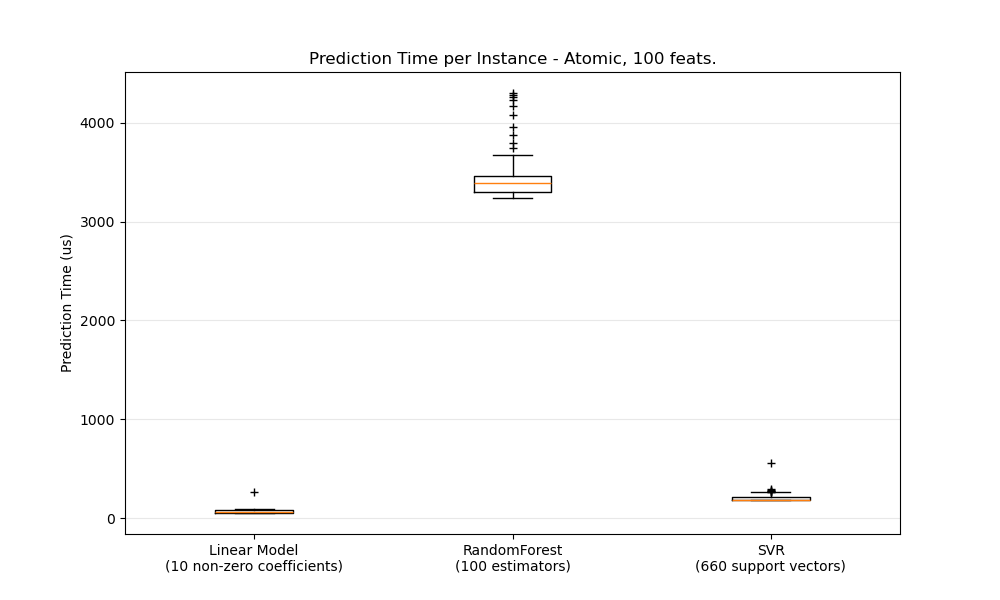 Prediction Time per Instance - Atomic, 100 feats.
Prediction Time (us)
4000
3000
2000
1000
0
Linear Model
(10 non-zero coefficients)
RandomForest
(100 estimators)
SVR
(660 support vectors)